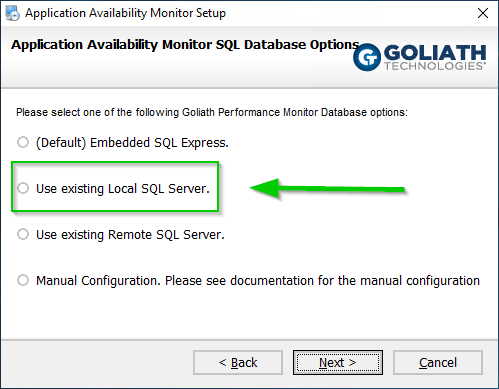 Application Availability Monitor Setup
Application Availability Monitor SQL Database Options
GOLIATH
TECHNOLOGIES®
Please select one of the following Goliath Performance Monitor Database options:
(Default) Embedded SQL Express.
Use existing Local SQL Server.
Use existing Remote SQL Server.
Manual Configuration. Please see documentation for the manual configuration
< Back
Next >
Cancel